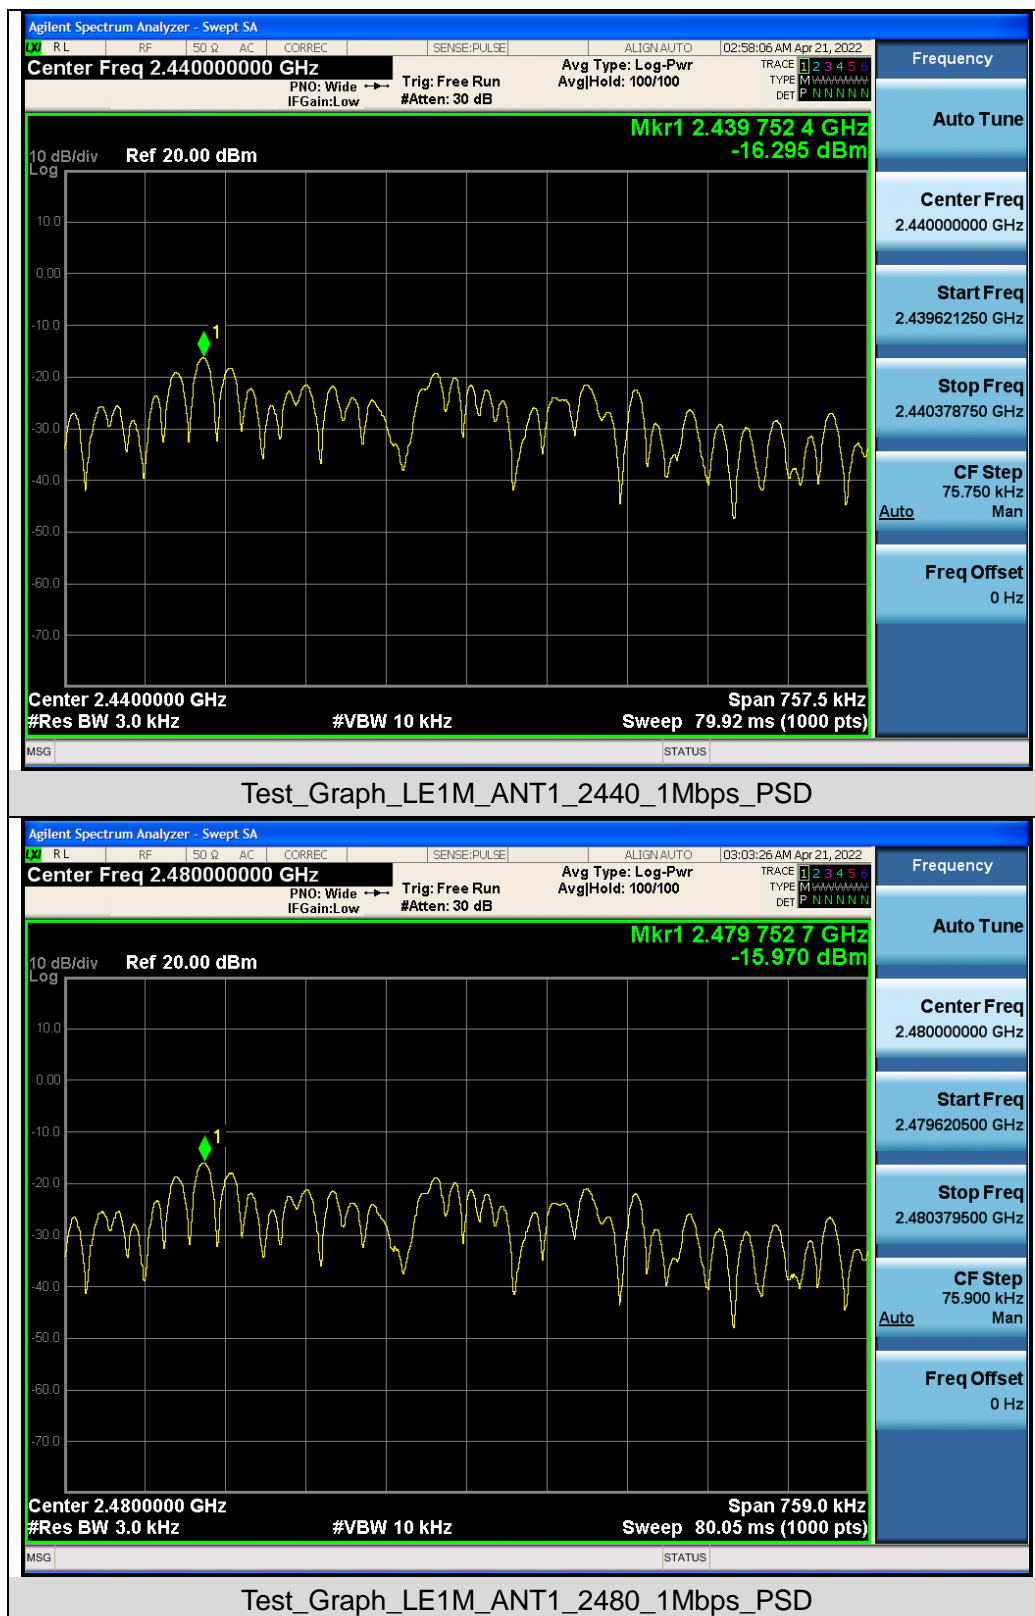 Agilent Spectrum Analyzer - Swept SA
LXI RL RF 50 Ω AC CORREC SENSE:PULSE ALIGN AUTO 02:58:06 AM Apr 21, 2022
Center Freq 2.440000000 GHz
PNO: Wide
IFGain:Low
Trig: Free Run
#Atten: 30 dB
Avg Type: Log-Pwr
Avg|Hold: 100/100
TRACE 1 2 3 4 5 6
TYPE M WWWWW
DET P N N N N N
Frequency
Auto Tune
Center Freq
2.440000000 GHz
Start Freq
2.439621250 GHz
Stop Freq
2.440378750 GHz
CF Step
75.750 kHz
Auto Man
Freq Offset
0 Hz
Mkr1 2.439 752 4 GHz
-16.295 dBm
10 dB/div Ref 20.00 dBm
Log
10.0
0.00
-10.0
1
-20.0
-30.0
-40.0
-50.0
-60.0
-70.0
Center 2.4400000 GHz Span 757.5 kHz
#Res BW 3.0 kHz #VBW 10 kHz Sweep 79.92 ms (1000 pts)
MSG STATUS
Test_Graph_LE1M_ANT1_2440_1Mbps_PSD
Agilent Spectrum Analyzer - Swept SA
LXI RL RF 50 Ω AC CORREC SENSE:PULSE ALIGN AUTO 03:03:26 AM Apr 21, 2022
Center Freq 2.480000000 GHz
PNO: Wide
IFGain:Low
Trig: Free Run
#Atten: 30 dB
Avg Type: Log-Pwr
Avg|Hold: 100/100
TRACE 1 2 3 4 5 6
TYPE M WWWWW
DET P N N N N N
Frequency
Auto Tune
Center Freq
2.480000000 GHz
Start Freq
2.479620500 GHz
Stop Freq
2.480379500 GHz
CF Step
75.900 kHz
Auto Man
Freq Offset
0 Hz
Mkr1 2.479 752 7 GHz
-15.970 dBm
10 dB/div Ref 20.00 dBm
Log
10.0
0.00
-10.0
1
-20.0
-30.0
-40.0
-50.0
-60.0
-70.0
Center 2.4800000 GHz Span 759.0 kHz
#Res BW 3.0 kHz #VBW 10 kHz Sweep 80.05 ms (1000 pts)
MSG STATUS
Test_Graph_LE1M_ANT1_2480_1Mbps_PSD